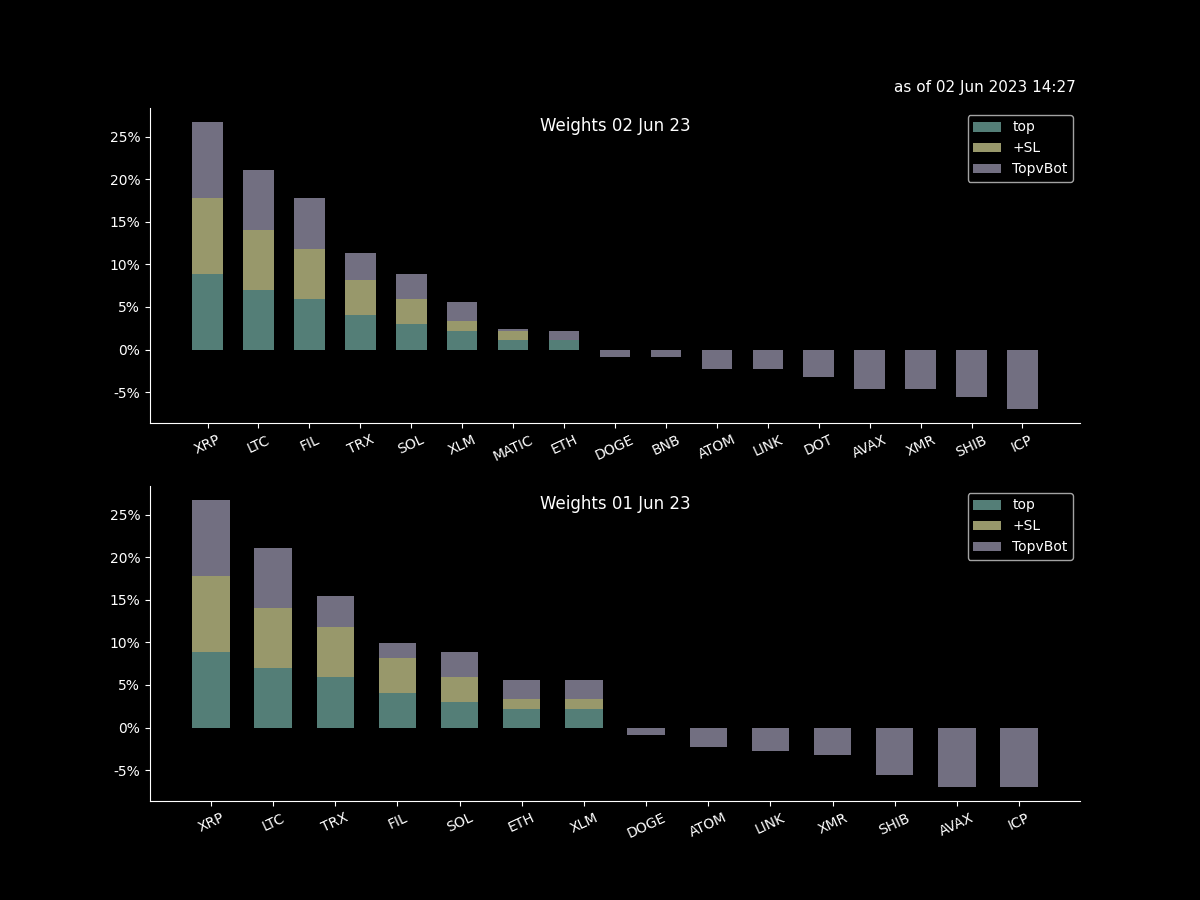 as of 02 Jun 2023 14:27
Weights 02 Jun 23
top
+SL
TopvBot
25%
20%
15%
10%
5%
0%
-5%
XRP LTC FIL TRX SOL XLM MATIC ETH DOGE BNB ATOM LINK DOT AVAX XMR SHIB ICP
Weights 01 Jun 23
top
+SL
TopvBot
25%
20%
15%
10%
5%
0%
-5%
XRP LTC TRX FIL SOL ETH XLM DOGE ATOM LINK XMR SHIB AVAX ICP